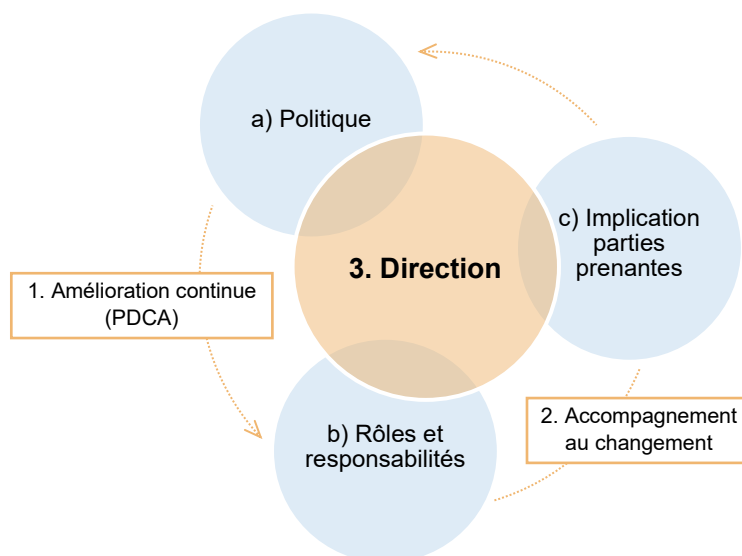 a) Politique
c) Implication
parties
prenantes
3. Direction
1. Amélioration continue
(PDCA)
b) Rôles et
responsabilités
2. Accompagnement
au changement